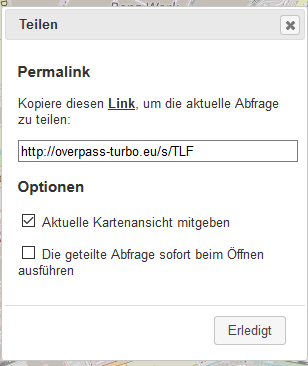 Teilen
Permalink
Kopiere diesen Link, um die aktuelle Abfrage
zu teilen:
http://overpass-turbo.eu/s/TLF
Optionen
Aktuelle Kartenansicht mitgeben
Die geteilte Abfrage sofort beim Öffnen
ausführen
Erledigt